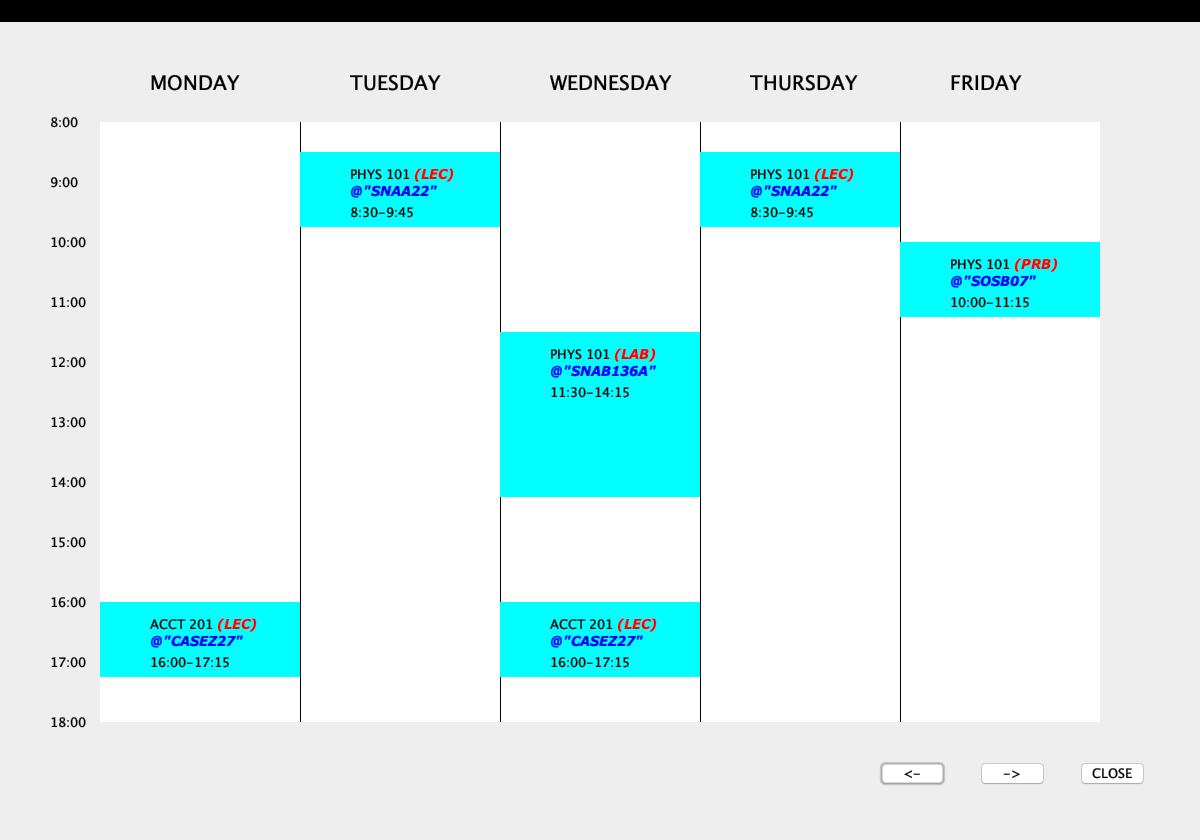 MONDAY TUESDAY WEDNESDAY THURSDAY FRIDAY
8:00
PHYS 101 (LEC)
@"SNAA22"
8:30-9:45
PHYS 101 (LEC)
@"SNAA22"
8:30-9:45
9:00
10:00
PHYS 101 (PRB)
@"SOSB07"
10:00-11:15
11:00
PHYS 101 (LAB)
@"SNAB136A"
11:30-14:15
12:00
13:00
14:00
15:00
16:00
ACCT 201 (LEC)
@"CASEZ27"
16:00-17:15
ACCT 201 (LEC)
@"CASEZ27"
16:00-17:15
17:00
18:00
<- -> CLOSE